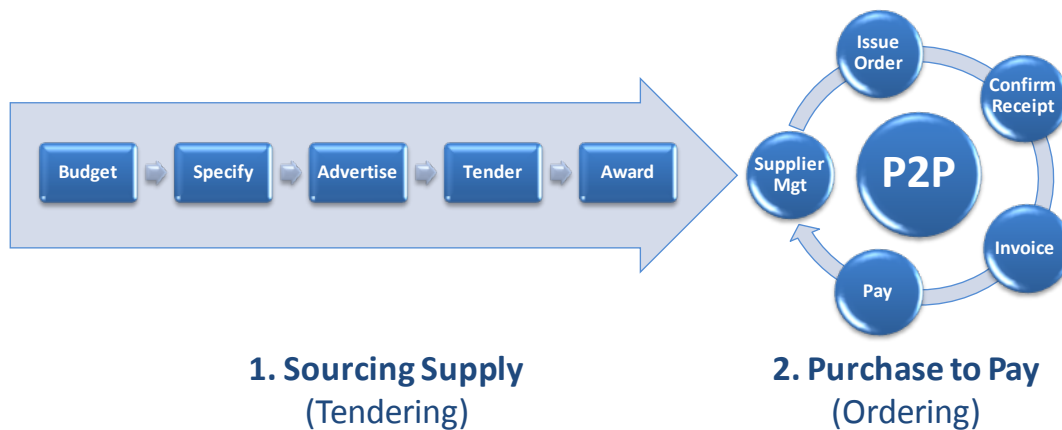 Budget
Specify
Advertise
Tender
Award
Issue
Order
Confirm
Receipt
Supplier
Mgt
P2P
Invoice
Pay
1. Sourcing Supply
(Tendering)
2. Purchase to Pay
(Ordering)